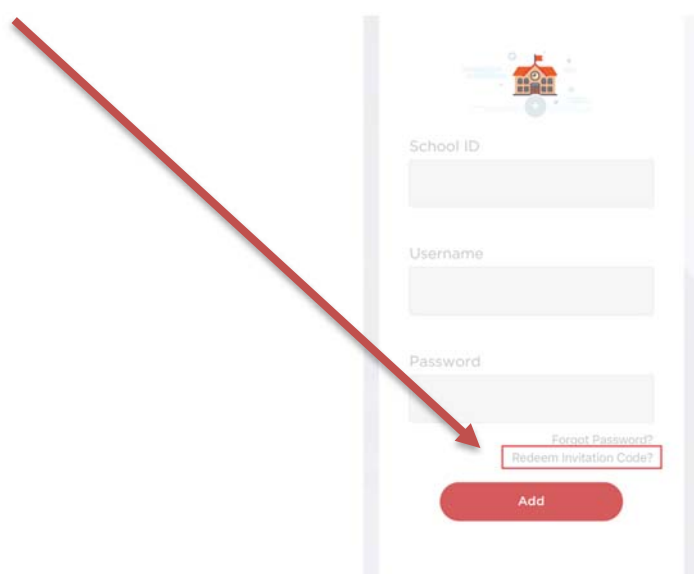 School ID
Username
Password
Forgot Password?
Redeem Invitation Code?
Add